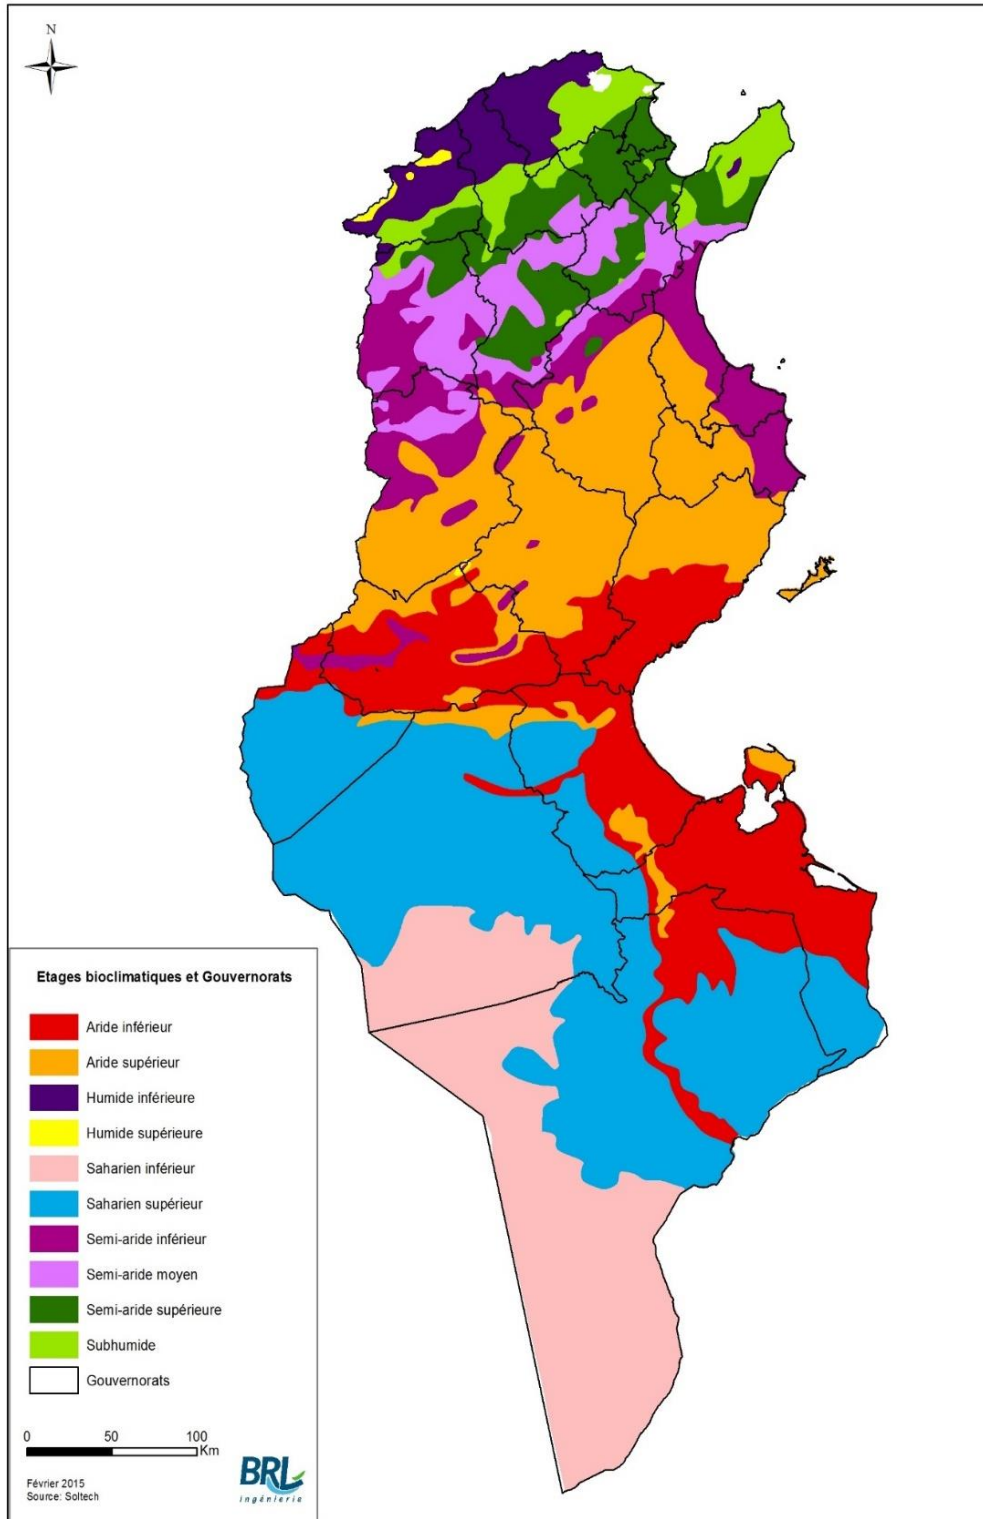 N
Etages bioclimatiques et Gouvernorats
Aride inférieur
Aride supérieur
Humide inférieure
Humide supérieure
Saharien inférieur
Saharien supérieur
Semi-aride inférieur
Semi-aride moyen
Semi-aride supérieure
Subhumide
Gouvernorats
0 50 100
Km
Février 2015
Source: Soltech
BRL
ingénierie